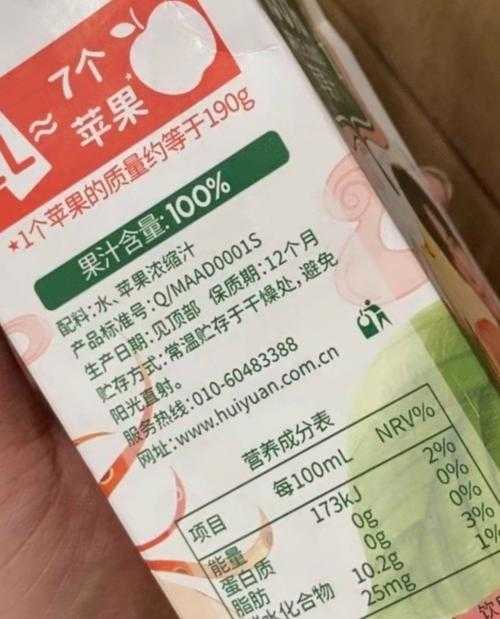 L≈7个
苹果*
*1个苹果的质量约等于190g
果汁含量:100%
配料:水、苹果浓缩汁
产品标准号:Q/MAAD0001S
生产日期:见顶部 保质期:12个月
贮存方式:常温贮存于干燥处,避免
阳光直射。
服务热线:010-60483388
网址:www.huiyuan.com.cn
营养成分表
项目 每100mL NRV%
能量 173kJ 2%
蛋白质 0g 0%
脂肪 0g 0%
水化合物 10.2g 3%
25mg 1%